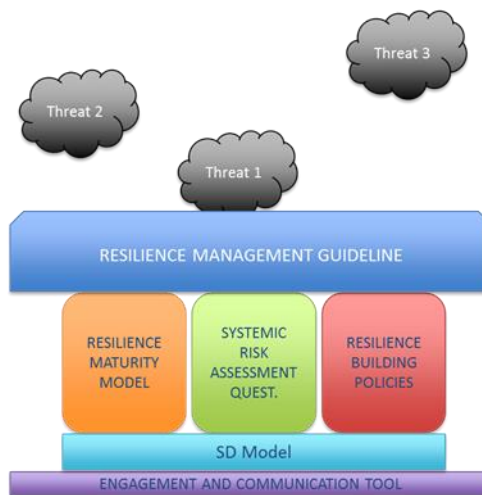 Threat 3
Threat 2
Threat 1
RESILIENCE MANAGEMENT GUIDELINE
RESILIENCE
MATURITY
MODEL
SYSTEMIC
RISK
ASSESSMENT
QUEST.
RESILIENCE
BUILDING
POLICIES
SD Model
ENGAGEMENT AND COMMUNICATION TOOL